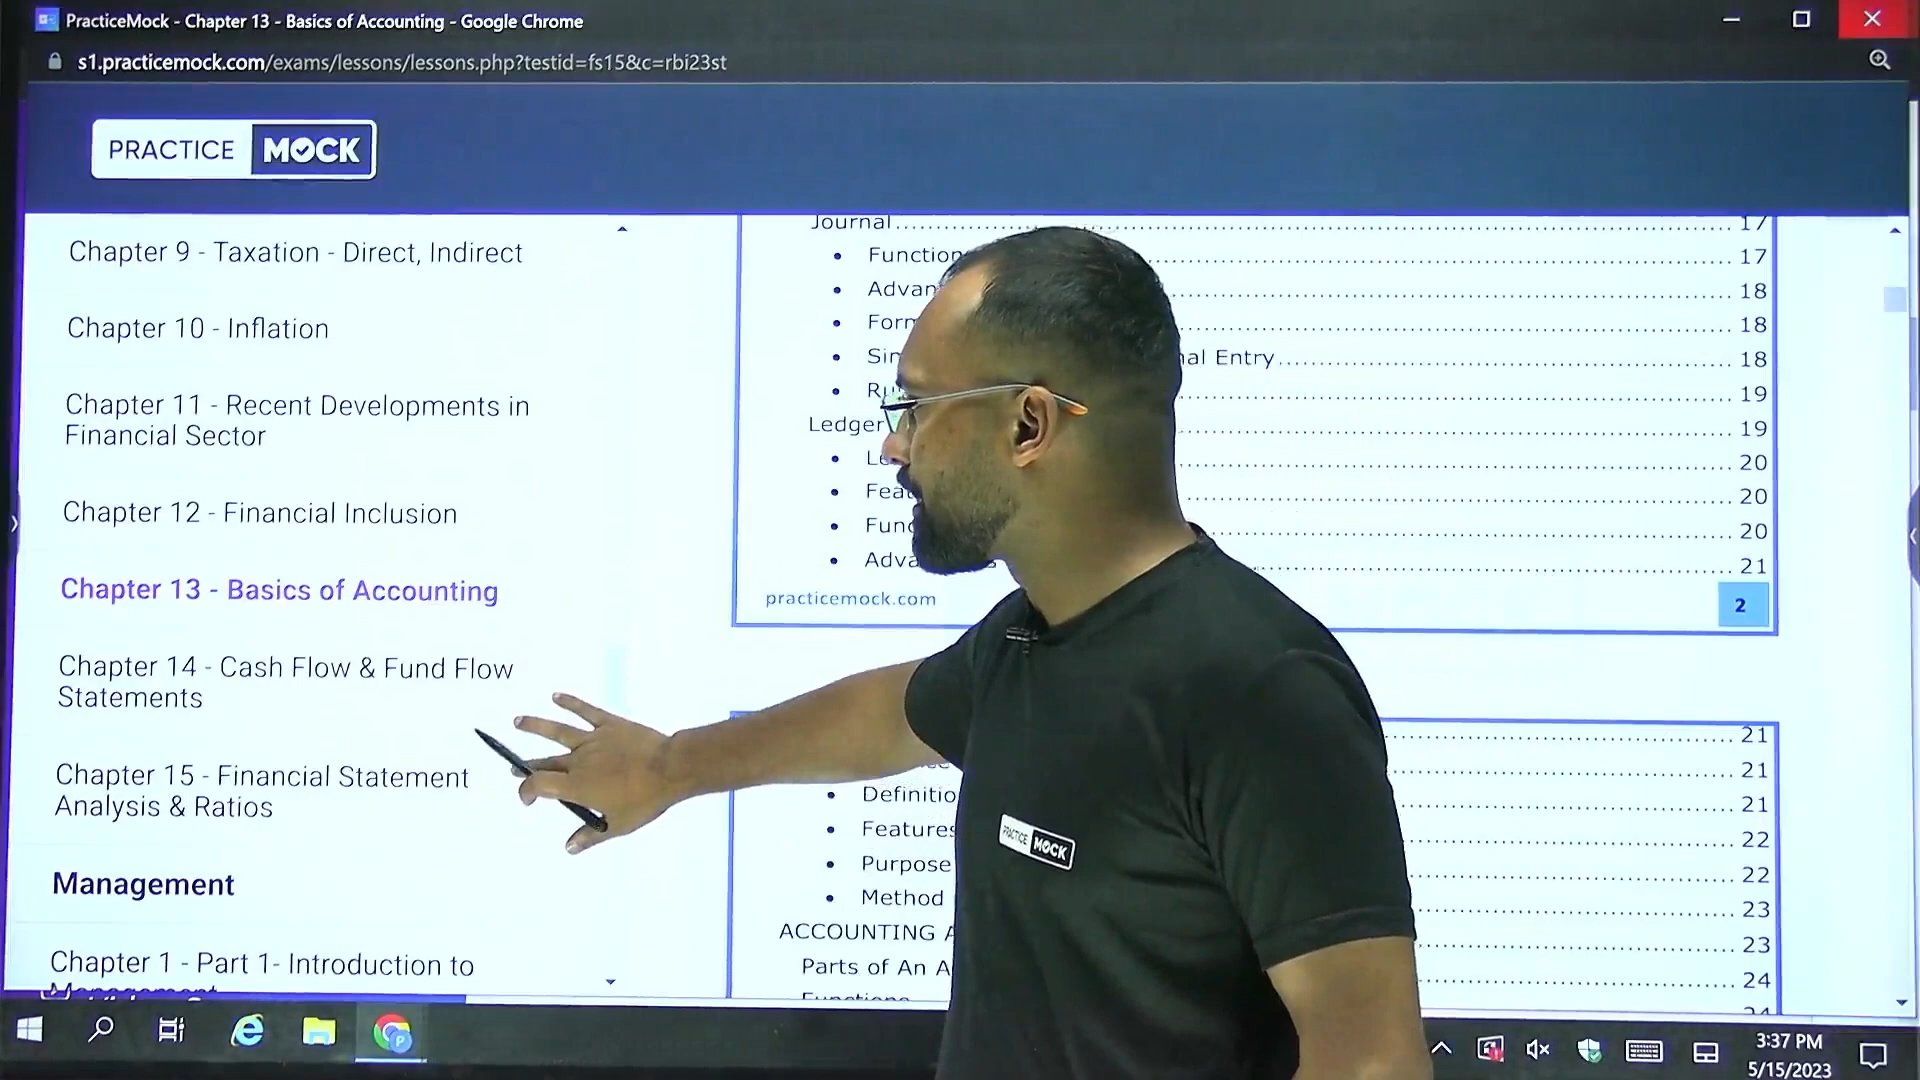 PracticeMock - Chapter 13 - Basics of Accounting - Google Chrome
s1.practicemock.com/exams/lessons/lessons.php?testid=fs15&c=rbi23st
PRACTICE MOCK
Chapter 9 - Taxation - Direct, Indirect
Chapter 10 - Inflation
Chapter 11 - Recent Developments in
Financial Sector
Chapter 12 - Financial Inclusion
Chapter 13 - Basics of Accounting
Chapter 14 - Cash Flow & Fund Flow
Statements
Chapter 15 - Financial Statement
Analysis & Ratios
Management
Chapter 1 - Part 1- Introduction to
Management
Journal 17
Function 17
Advan 18
Form 18
Entry 18
19
Ledger 19
20
20
20
21
practicemock.com
2
21
21
Definitio 21
Features 22
Purpose 22
Method 23
ACCOUNTING 23
Parts of An 24
Functions
PRACTICE MOCK
3:37 PM
5/15/2023